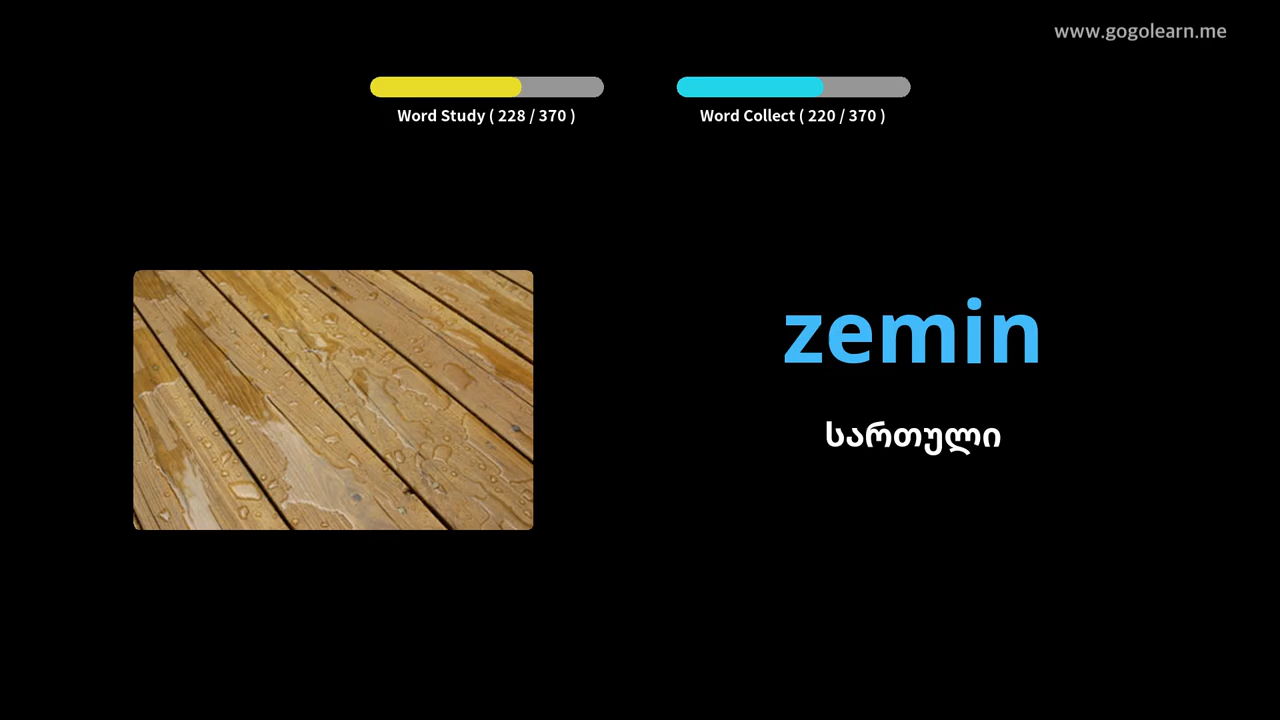 www.gogolearn.me
Word Study ( 228 / 370 )
Word Collect ( 220 / 370 )
zemin
სართული